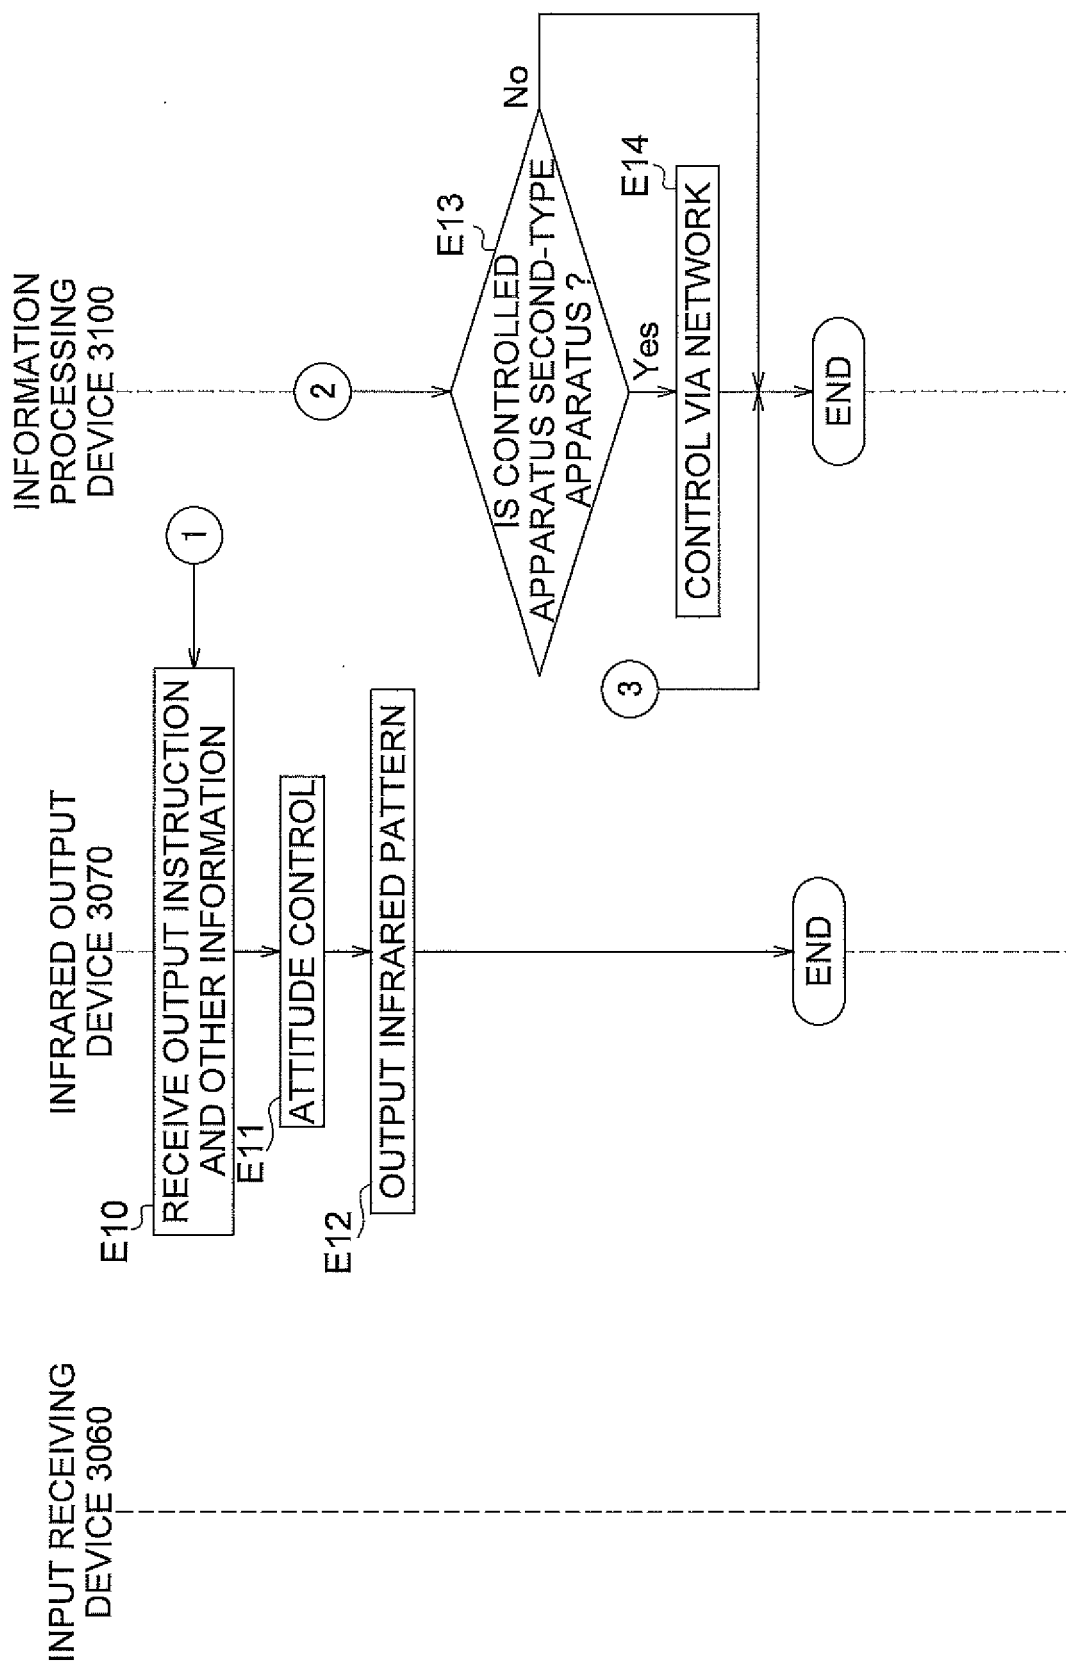 INPUT RECEIVING
DEVICE 3060
INFRARED OUTPUT
DEVICE 3070
INFORMATION
PROCESSING
DEVICE 3100
E10
RECEIVE OUTPUT INSTRUCTION
AND OTHER INFORMATION
1
E11
ATTITUDE CONTROL
E12
OUTPUT INFRARED PATTERN
END
2
E13
IS CONTROLLED
APPARATUS SECOND-TYPE
APPARATUS ?
No
Yes
E14
CONTROL VIA NETWORK
3
END